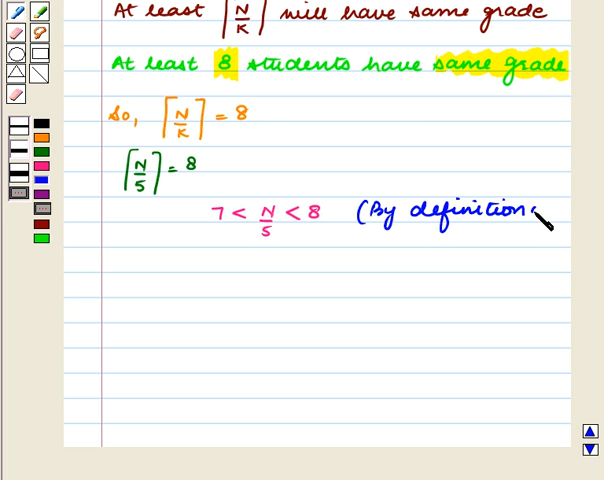 At least ⌈N/K⌉ will have same grade
At least 8 students have same grade
So, ⌈N/K⌉ = 8
⌈N/5⌉ = 8
7 < N/5 < 8 (By definition